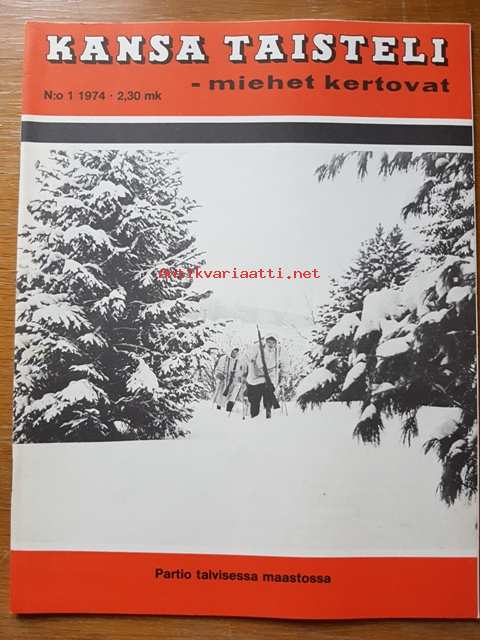 KANSA TAISTELI
- miehet kertovat
N:o 1 1974 · 2,30 mk
Antikvariaatti.net
Partio talvisessa maastossa